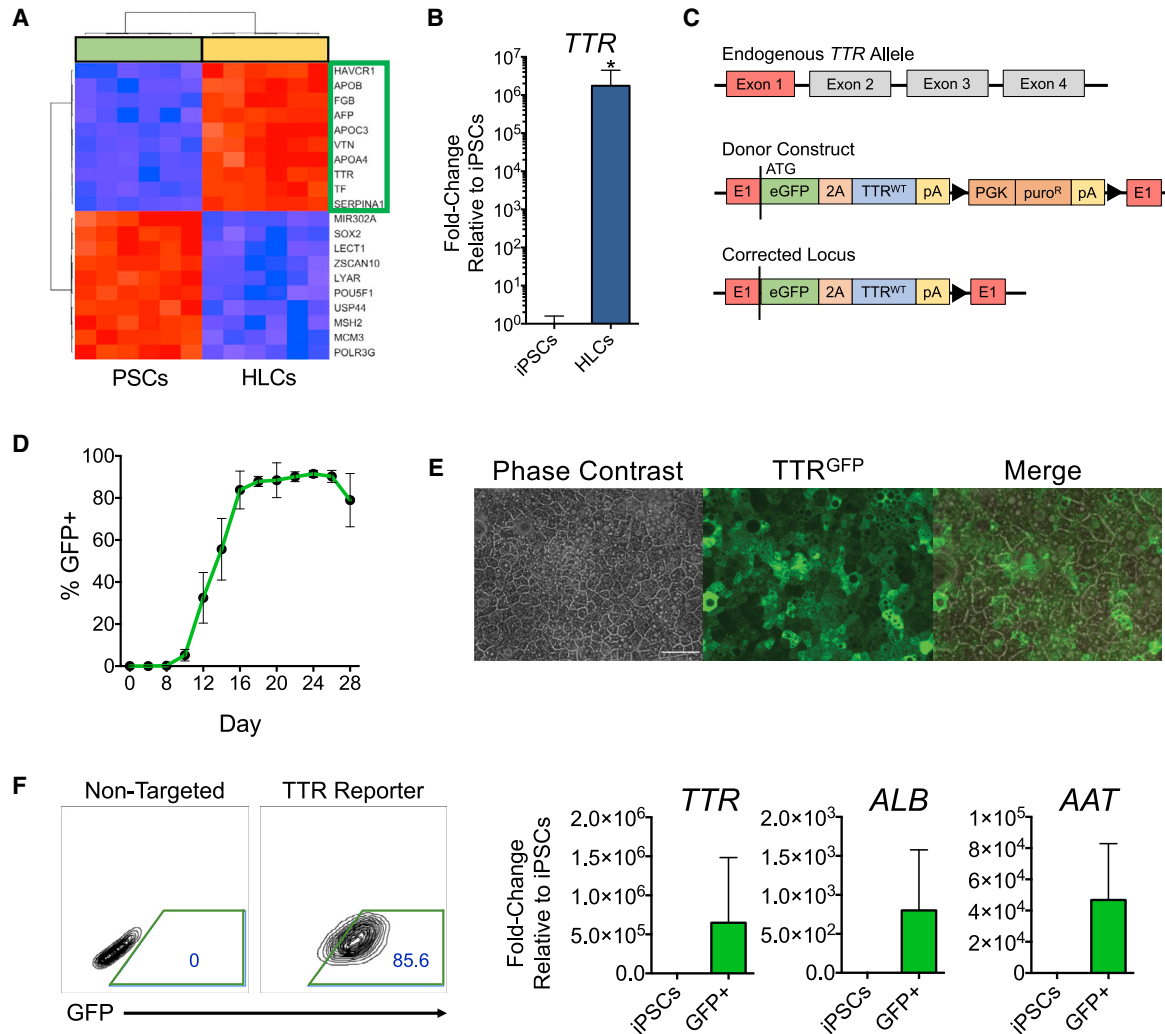 A
HAVCR1
APOB
FGB
AFP
APOC3
VTN
APOA4
TTR
TF
SERPINA1
MIR302A
SOX2
LECT1
ZSCAN10
LYAR
POU5F1
USP44
MSH2
MCM3
POLR3G
PSCs HLCs
B
TTR
Fold-Change
Relative to iPSCs
10⁷
10⁶
10⁵
10⁴
10³
10²
10¹
10⁰
*
iPSCs HLCs
C
Endogenous TTR Allele
Exon 1 Exon 2 Exon 3 Exon 4
Donor Construct
ATG
E1 eGFP 2A TTRᵂᵀ pA PGK puroᴿ pA E1
Corrected Locus
E1 eGFP 2A TTRᵂᵀ pA E1
D
% GFP+
100
80
60
40
20
0
0 4 8 12 16 20 24 28
Day
E
Phase Contrast TTRᴳᶠᴾ Merge
F
Non-Targeted TTR Reporter
0 85.6
GFP
Fold-Change
Relative to iPSCs
TTR
2.0×10⁶
1.5×10⁶
1.0×10⁶
5.0×10⁵
0.0
iPSCs GFP+
ALB
2.0×10³
1.5×10³
1.0×10³
5.0×10²
0.0
iPSCs GFP+
AAT
1×10⁵
8×10⁴
6×10⁴
4×10⁴
2×10⁴
0
iPSCs GFP+